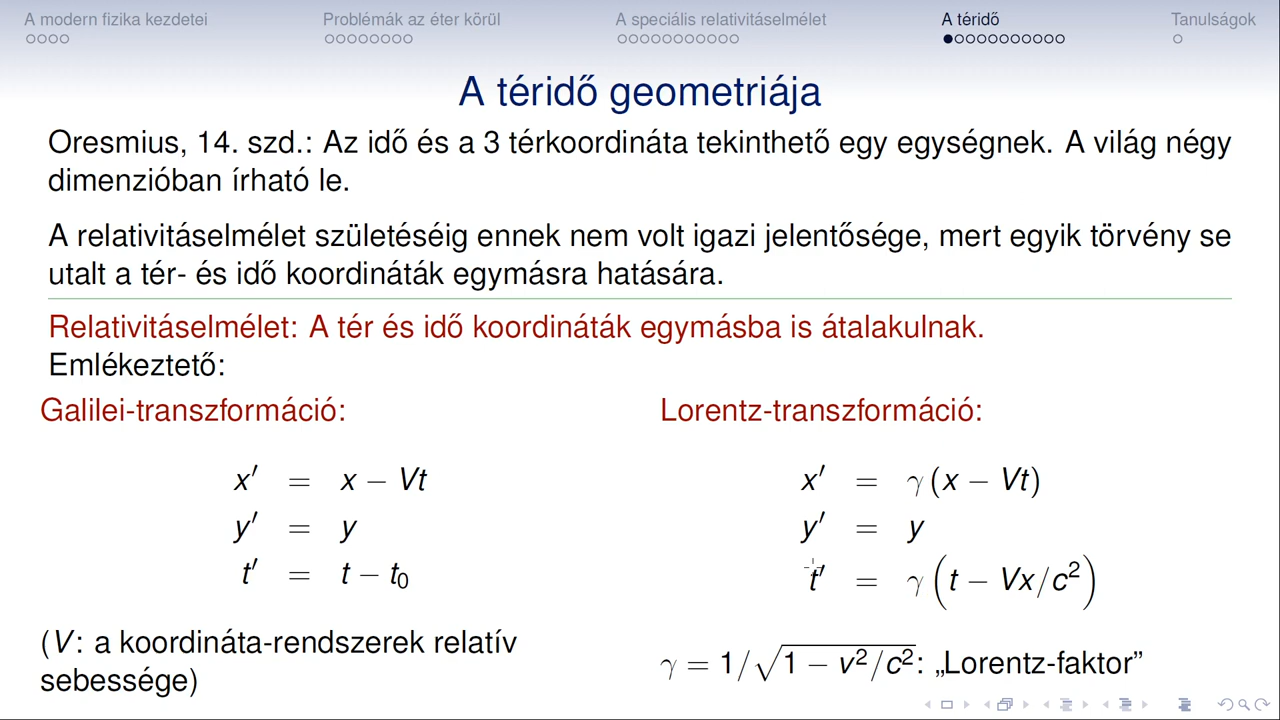 A modern fizika kezdetei Problémák az éter körül A speciális relativitáselmélet A téridő Tanulságok
A téridő geometriája
Oresmius, 14. szd.: Az idő és a 3 térkoordináta tekinthető egy egységnek. A világ négy
dimenzióban írható le.
A relativitáselmélet születéséig ennek nem volt igazi jelentősége, mert egyik törvény se
utalt a tér- és idő koordináták egymásra hatására.
Relativitáselmélet: A tér és idő koordináták egymásba is átalakulnak.
Emlékeztető:
Galilei-transzformáció:
x′ = x − Vt
y′ = y
t′ = t − t₀
(V: a koordináta-rendszerek relatív
sebessége)
Lorentz-transzformáció:
x′ = γ (x − Vt)
y′ = y
t′ = γ (t − Vx/c²)
γ = 1/√(1 − v²/c²): „Lorentz-faktor”